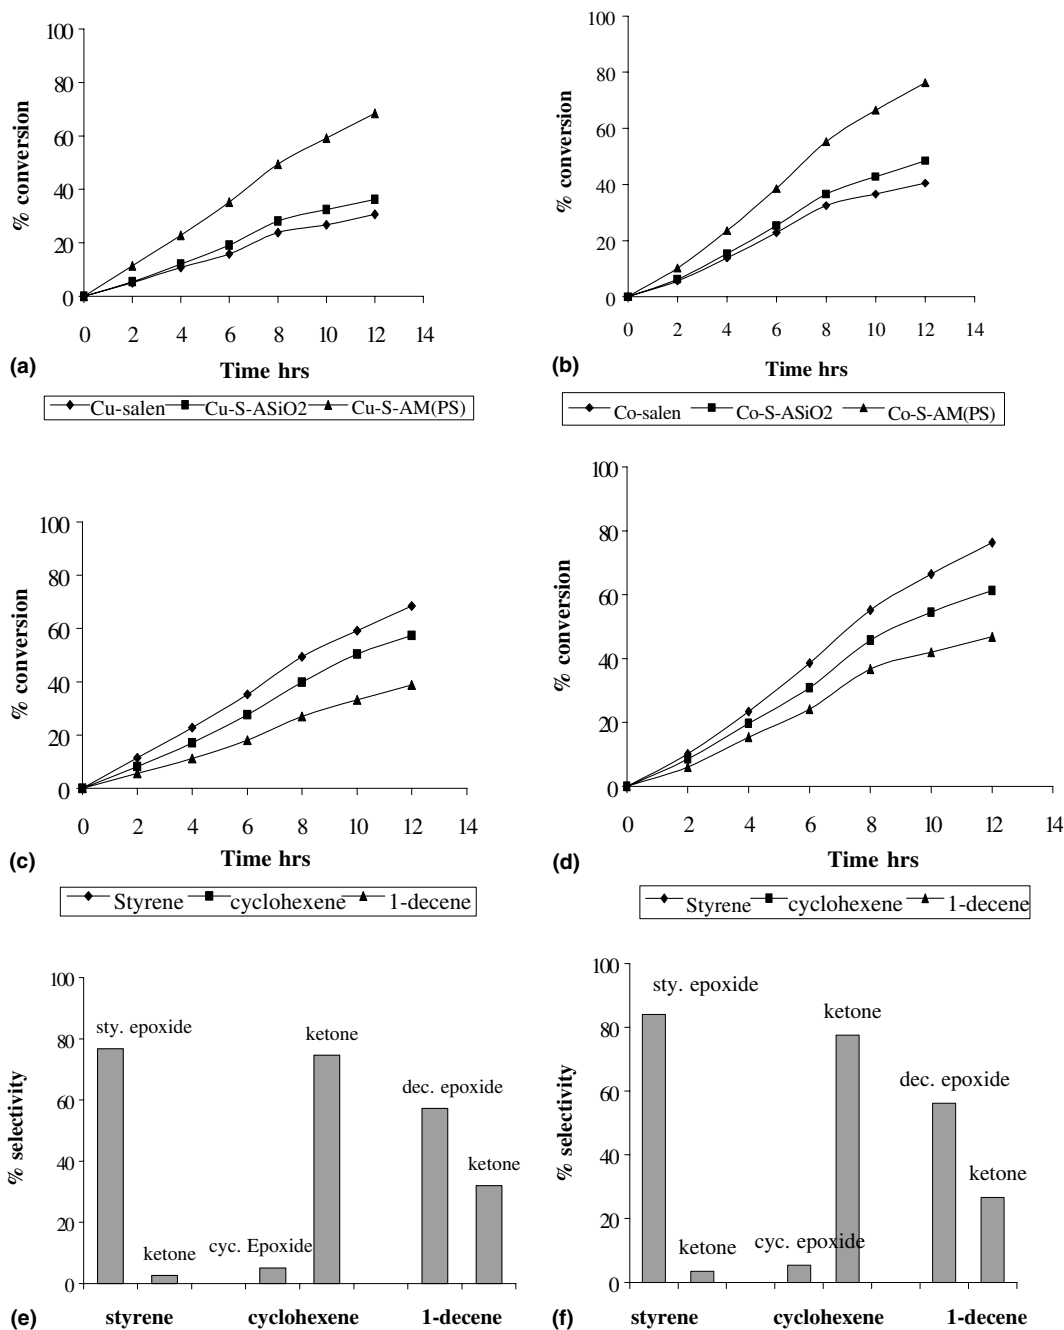 100
80
60
40
20
0
% conversion
0 2 4 6 8 10 12 14
Time hrs
(a)
Cu-salen Cu-S-ASiO2 Cu-S-AM(PS)
100
80
60
40
20
0
% conversion
0 2 4 6 8 10 12 14
Time hrs
(b)
Co-salen Co-S-ASiO2 Co-S-AM(PS)
100
80
60
40
20
0
% conversion
0 2 4 6 8 10 12 14
Time hrs
(c)
Styrene cyclohexene 1-decene
100
80
60
40
20
0
% conversion
0 2 4 6 8 10 12 14
Time hrs
(d)
Styrene cyclohexene 1-decene
100
80
60
40
20
0
% selectivity
sty. epoxide
ketone
cyc. Epoxide
ketone
dec. epoxide
ketone
styrene cyclohexene 1-decene
(e)
100
80
60
40
20
0
% selectivity
sty. epoxide
ketone
cyc. epoxide
ketone
dec. epoxide
ketone
styrene cyclohexene 1-decene
(f)